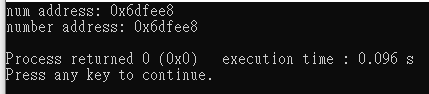 num address: 0x6dfee8
number address: 0x6dfee8
Process returned 0 (0x0)   execution time : 0.096 s
Press any key to continue.